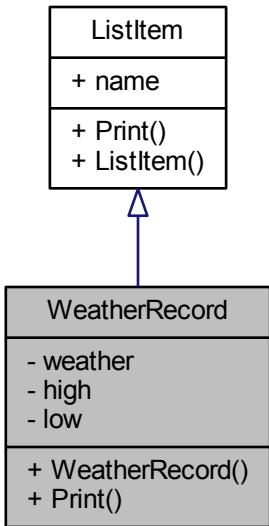 ListItem
+ name
+ Print()
+ ListItem()
WeatherRecord
- weather
- high
- low
+ WeatherRecord()
+ Print()